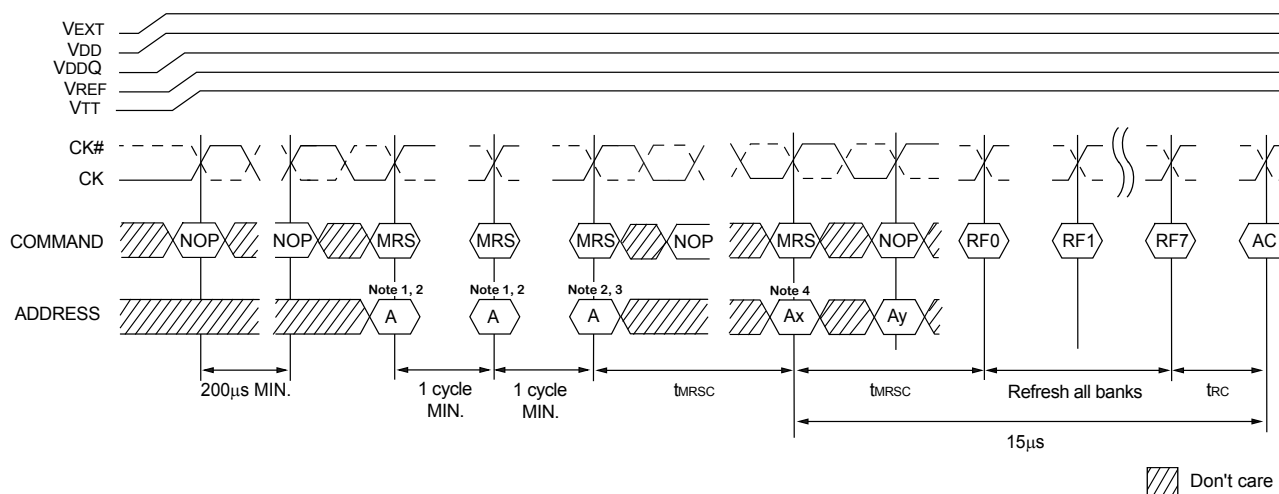 VEXT
VDD
VDDQ
VREF
VTT
CK#
CK
COMMAND NOP NOP MRS MRS MRS NOP MRS NOP RF0 RF1 RF7 AC
Note 1, 2 Note 1, 2 Note 2, 3 Note 4
ADDRESS A A A Ax Ay
200μs MIN. 1 cycle MIN. 1 cycle MIN. tMRSC tMRSC Refresh all banks tRC
15μs
Don't care